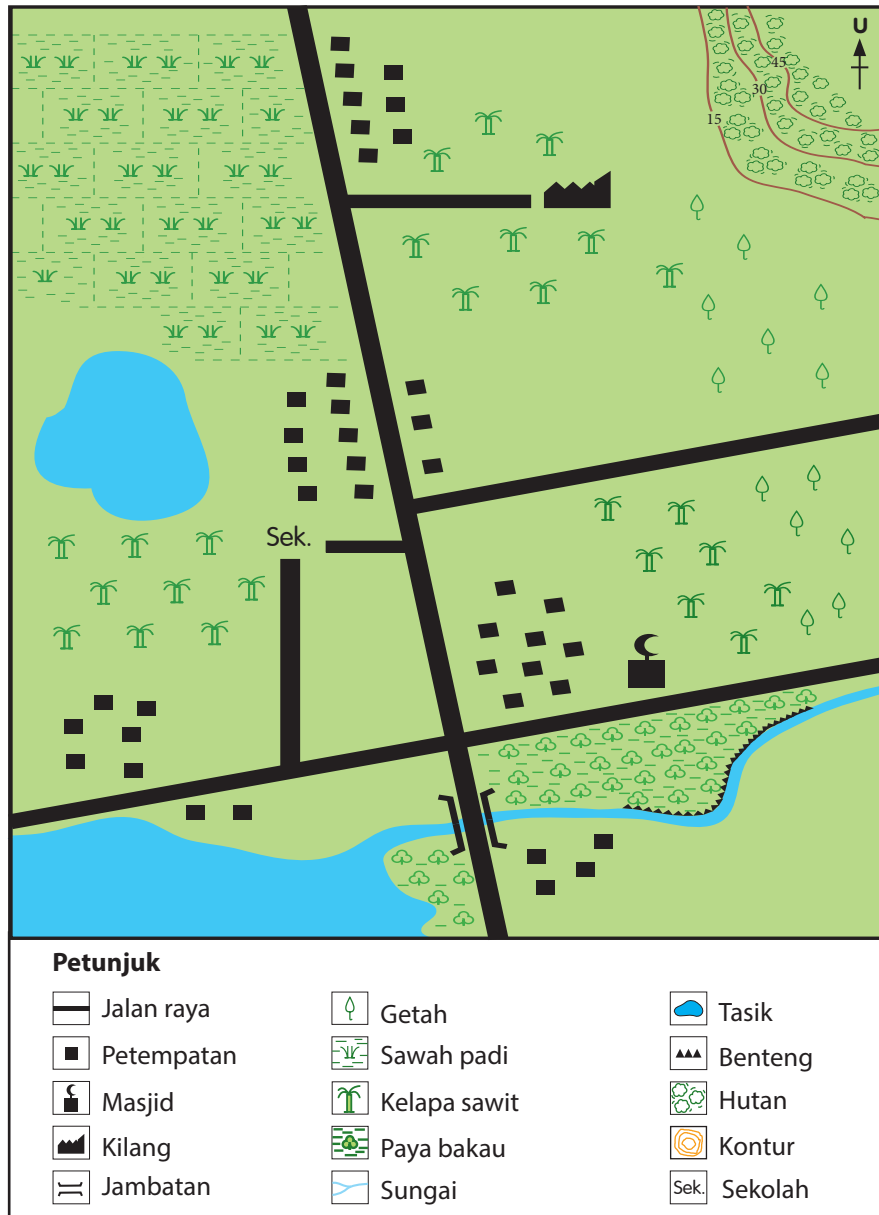 U
45
30
15
Sek.
Petunjuk
Jalan raya
Petempatan
Masjid
Kilang
Jambatan
Getah
Sawah padi
Kelapa sawit
Paya bakau
Sungai
Tasik
Benteng
Hutan
Kontur
Sek. Sekolah